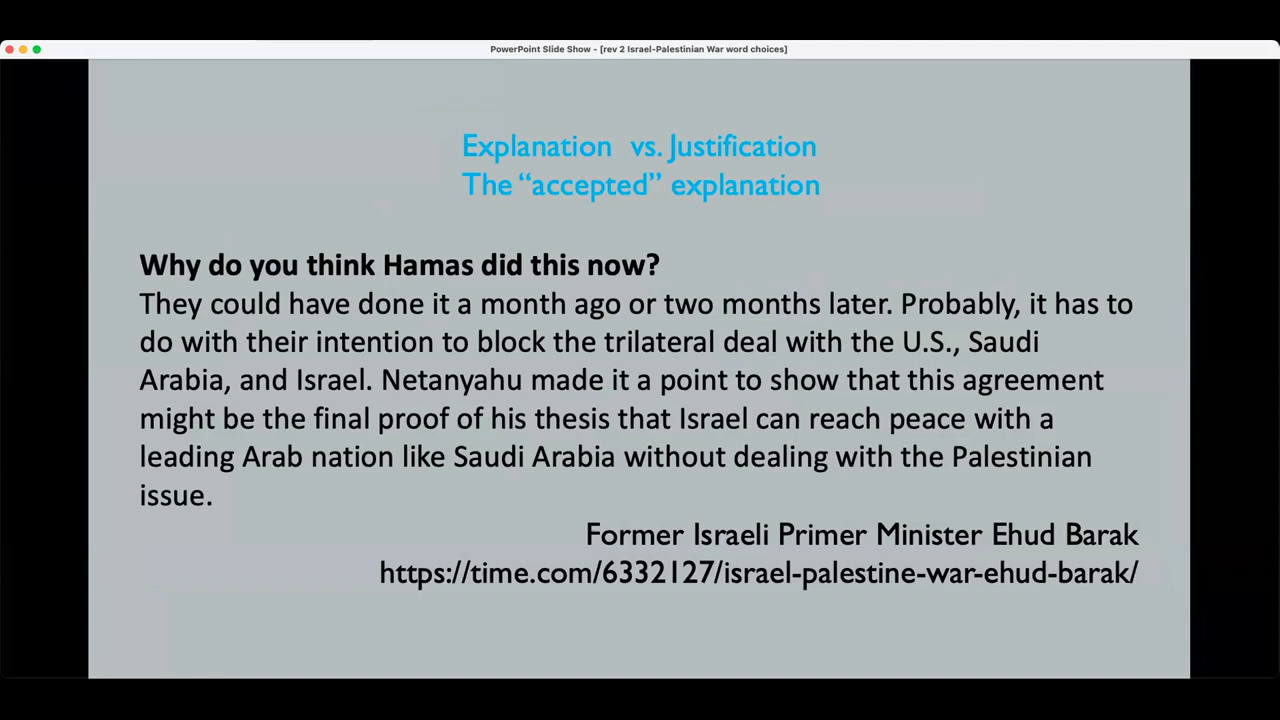 PowerPoint Slide Show - [rev 2 Israel-Palestinian War word choices]
Explanation vs. Justification
The “accepted” explanation
Why do you think Hamas did this now?
They could have done it a month ago or two months later. Probably, it has to
do with their intention to block the trilateral deal with the U.S., Saudi
Arabia, and Israel. Netanyahu made it a point to show that this agreement
might be the final proof of his thesis that Israel can reach peace with a
leading Arab nation like Saudi Arabia without dealing with the Palestinian
issue.
Former Israeli Primer Minister Ehud Barak
https://time.com/6332127/israel-palestine-war-ehud-barak/